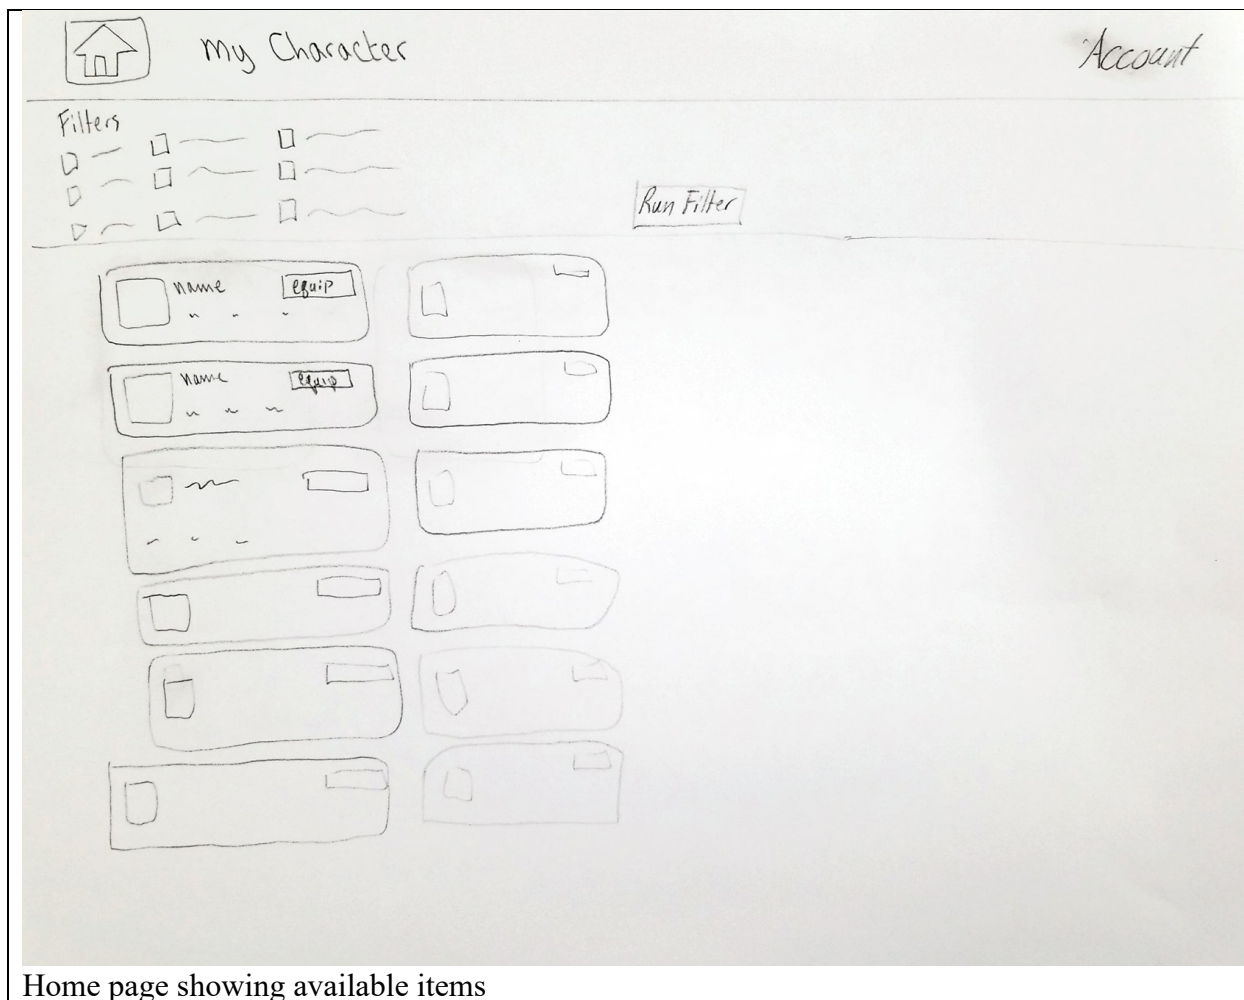 My Character
Account
Filters
Run Filter
name
equip
name
equip
Home page showing available items